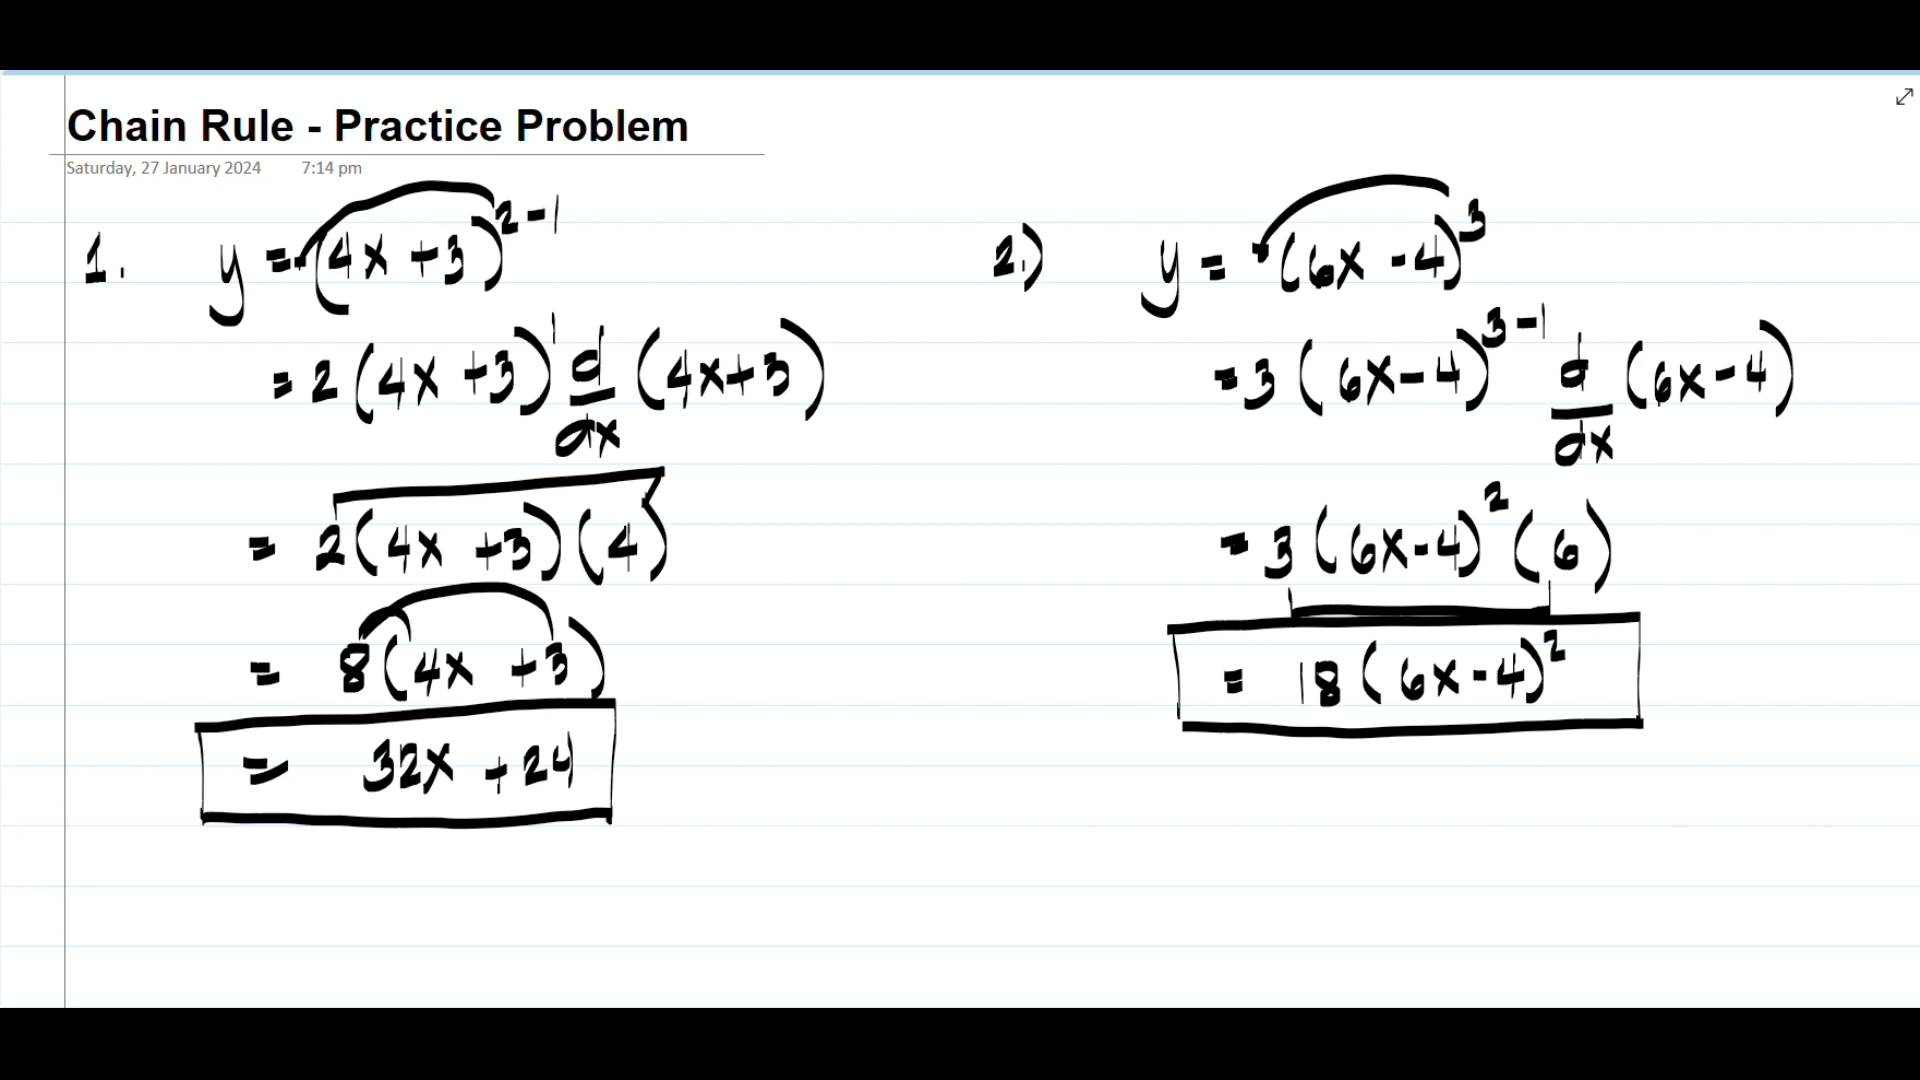 Chain Rule - Practice Problem
Saturday, 27 January 2024 7:14 pm
1. y = (4x +3)^2-1
= 2(4x +3)^1 d/dx (4x+3)
= 2(4x +3)(4)
= 8(4x +3)
= 32x +24
2.) y = (6x -4)^3
= 3(6x-4)^3-1 d/dx (6x-4)
= 3(6x-4)^2 (6)
= 18(6x-4)^2